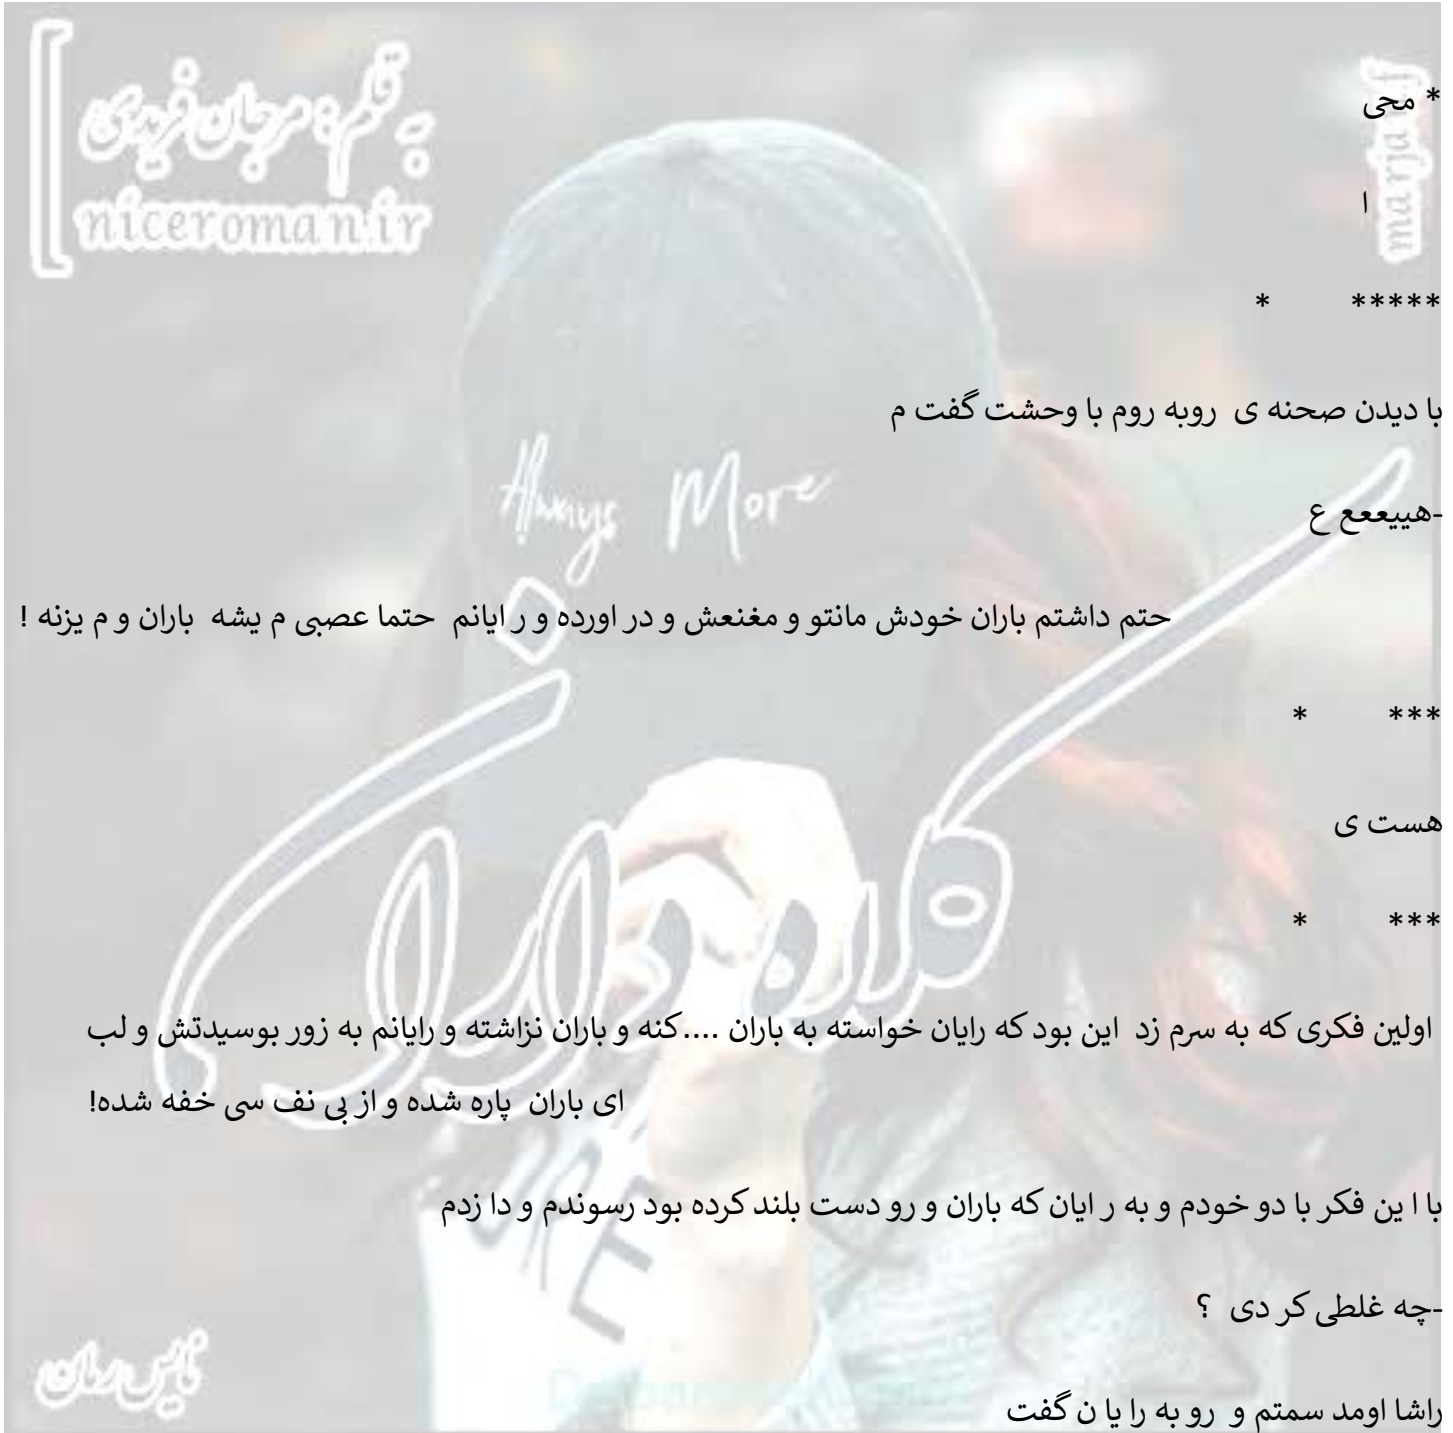 به قلم: مرجان فریدی
niceroman.ir
* محی
ا
***** *
با دیدن صحنه ی روبه روم با وحشت گفت م
Always More
-هییععع ع
حتم داشتم باران خودش مانتو و مغنعش و در اورده و ر ایانم حتما عصبی م یشه باران و م یزنه !
*** *
هست ی
*** *
اولین فکری که به سرم زد این بود که رایان خواسته به باران ....کنه و باران نزاشته و رایانم به زور بوسیدتش و لب
ای باران پاره شده و از بی نف سی خفه شده!
با ا ین فکر با دو خودم و به ر ایان که باران و رو دست بلند کرده بود رسوندم و دا زدم
-چه غلطی کر دی ؟
نایس رمان
راشا اومد سمتم و رو به را یا ن گفت